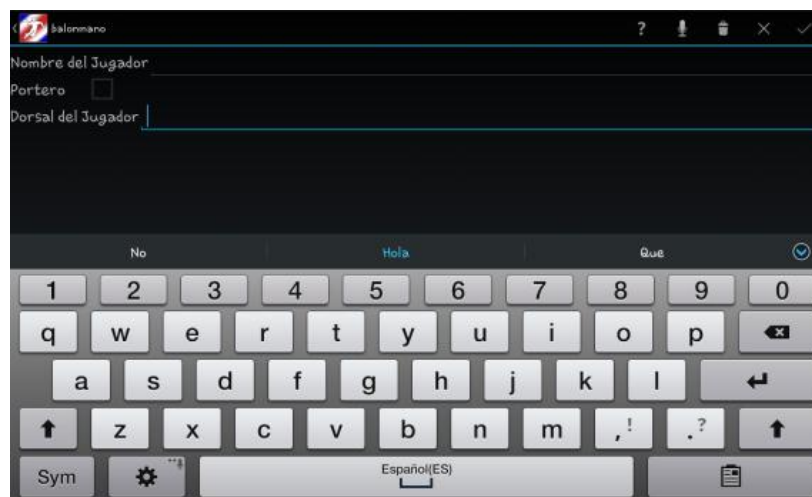 balonmano ?
Nombre del Jugador
Portero
Dorsal del Jugador
No Hola Que
1 2 3 4 5 6 7 8 9 0
q w e r t y u i o p
a s d f g h j k l
z x c v b n m , ! . ?
Sym Español(ES)